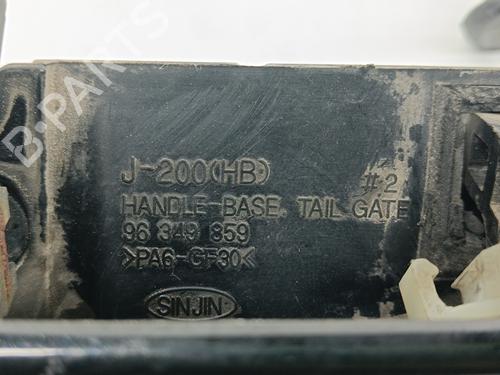 J-200(HB)
#2
HANDLE-BASE, TAIL GATE
96 349 859
>PA6-GF30<
SINJIN
B-PARTS